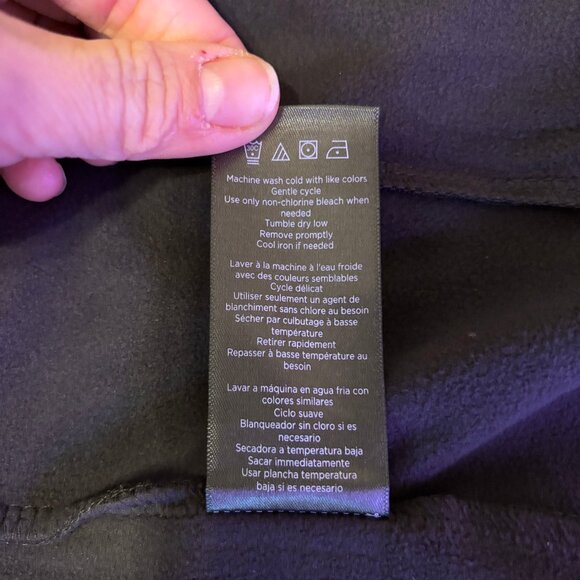 30C
Machine wash cold with like colors
Gentle cycle
Use only non-chlorine bleach when
needed
Tumble dry low
Remove promptly.
Cool iron if needed
Laver à la machine à l'eau froide
avec des couleurs semblables
Cycle délicat
Utiliser seulement un agent de
blanchiment sans chlore au besoin
Sécher par culbutage à basse
température
Retirer rapidement
Repasser à basse température au
besoin
Lavar a máquina en agua fria con
colores similares
Ciclo suave
Blanqueador sin cloro si es
necesario
Secadora a temperatura baja
Sacar immediatamente
Usar plancha temperatura
baja si es necesario